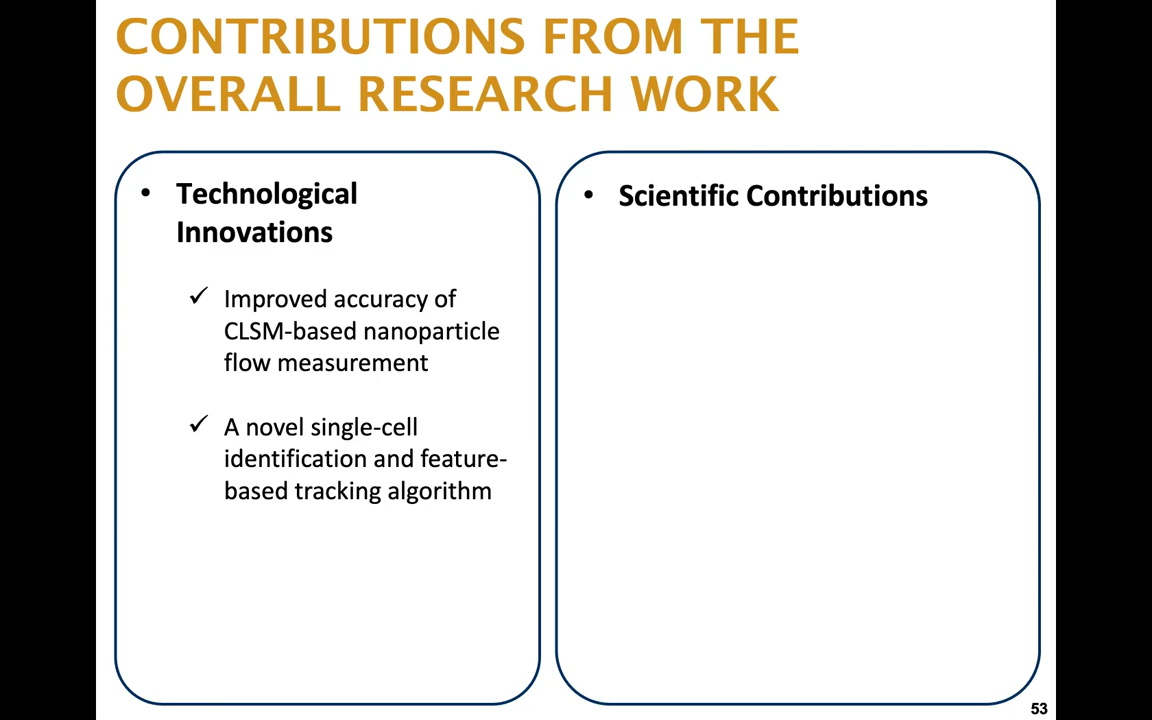 CONTRIBUTIONS FROM THE
OVERALL RESEARCH WORK
• Technological
Innovations
✓ Improved accuracy of
CLSM-based nanoparticle
flow measurement
✓ A novel single-cell
identification and feature-
based tracking algorithm
• Scientific Contributions
53